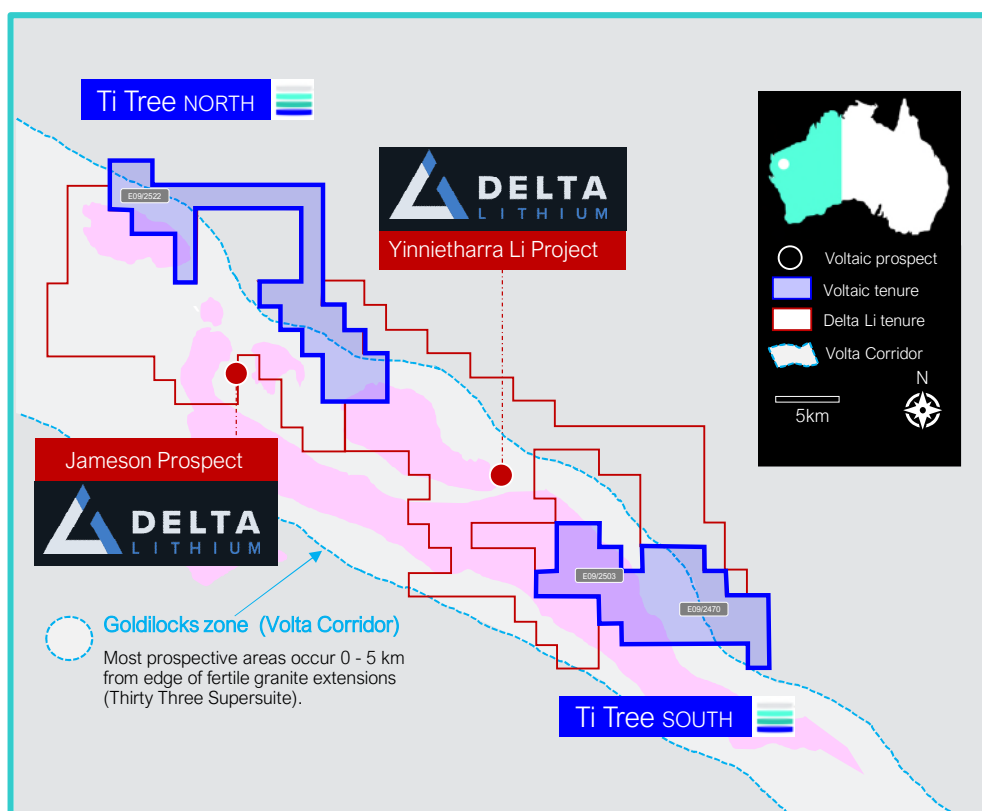 Ti Tree NORTH
E09/2522
DELTA
LITHIUM
Yinnietharra Li Project
Voltaic prospect
Voltaic tenure
Delta Li tenure
Volta Corridor
N
5km
Jameson Prospect
DELTA
LITHIUM
E09/2503
E09/2470
Goldilocks zone (Volta Corridor)
Most prospective areas occur 0 - 5 km
from edge of fertile granite extensions
(Thirty Three Supersuite).
Ti Tree SOUTH